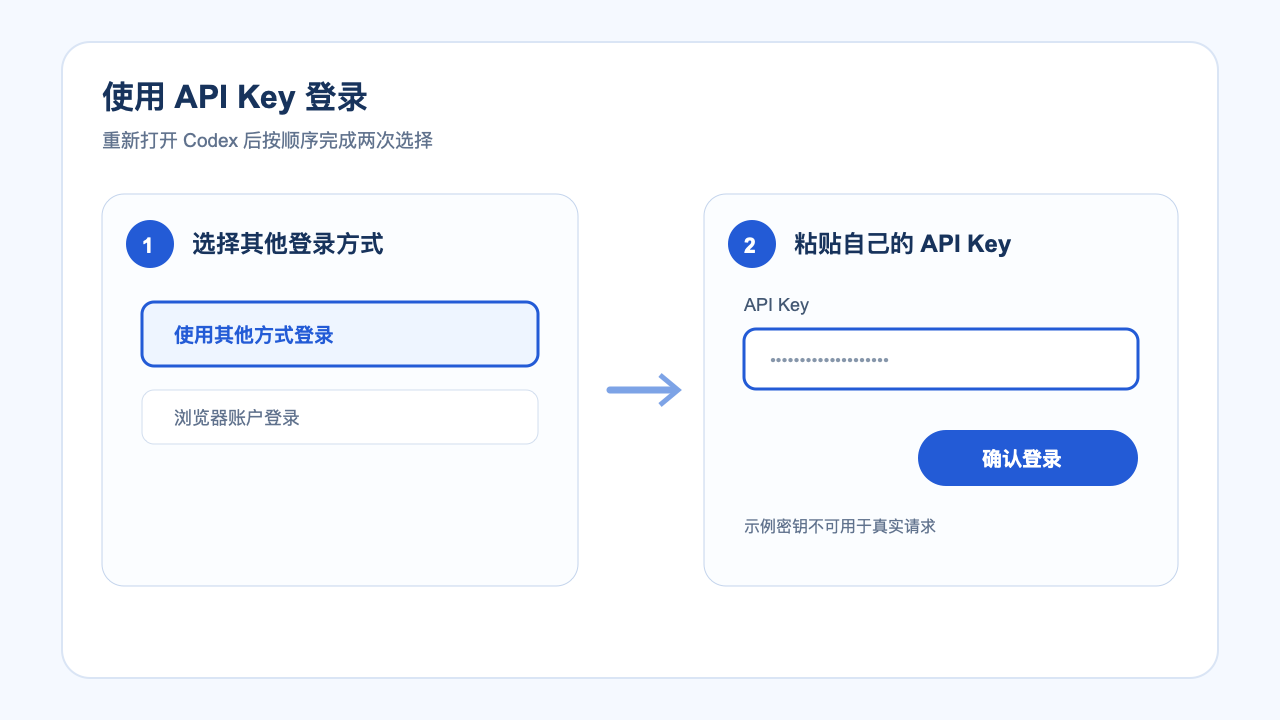 使用 API Key 登录
重新打开 Codex 后按顺序完成两次选择
1 选择其他登录方式
使用其他方式登录
浏览器账户登录
2 粘贴自己的 API Key
API Key
••••••••••••••••••••
确认登录
示例密钥不可用于真实请求